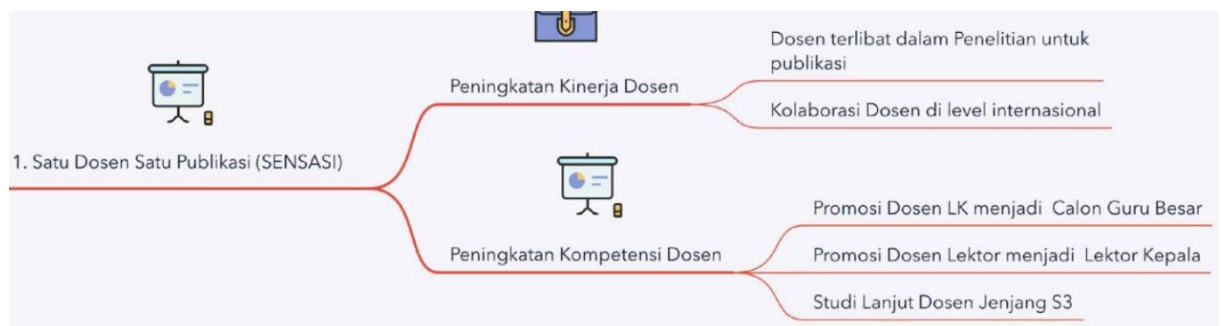 1. Satu Dosen Satu Publikasi (SENSASI)
Peningkatan Kinerja Dosen
Dosen terlibat dalam Penelitian untuk
publikasi
Kolaborasi Dosen di level internasional
Peningkatan Kompetensi Dosen
Promosi Dosen LK menjadi Calon Guru Besar
Promosi Dosen Lektor menjadi Lektor Kepala
Studi Lanjut Dosen Jenjang S3